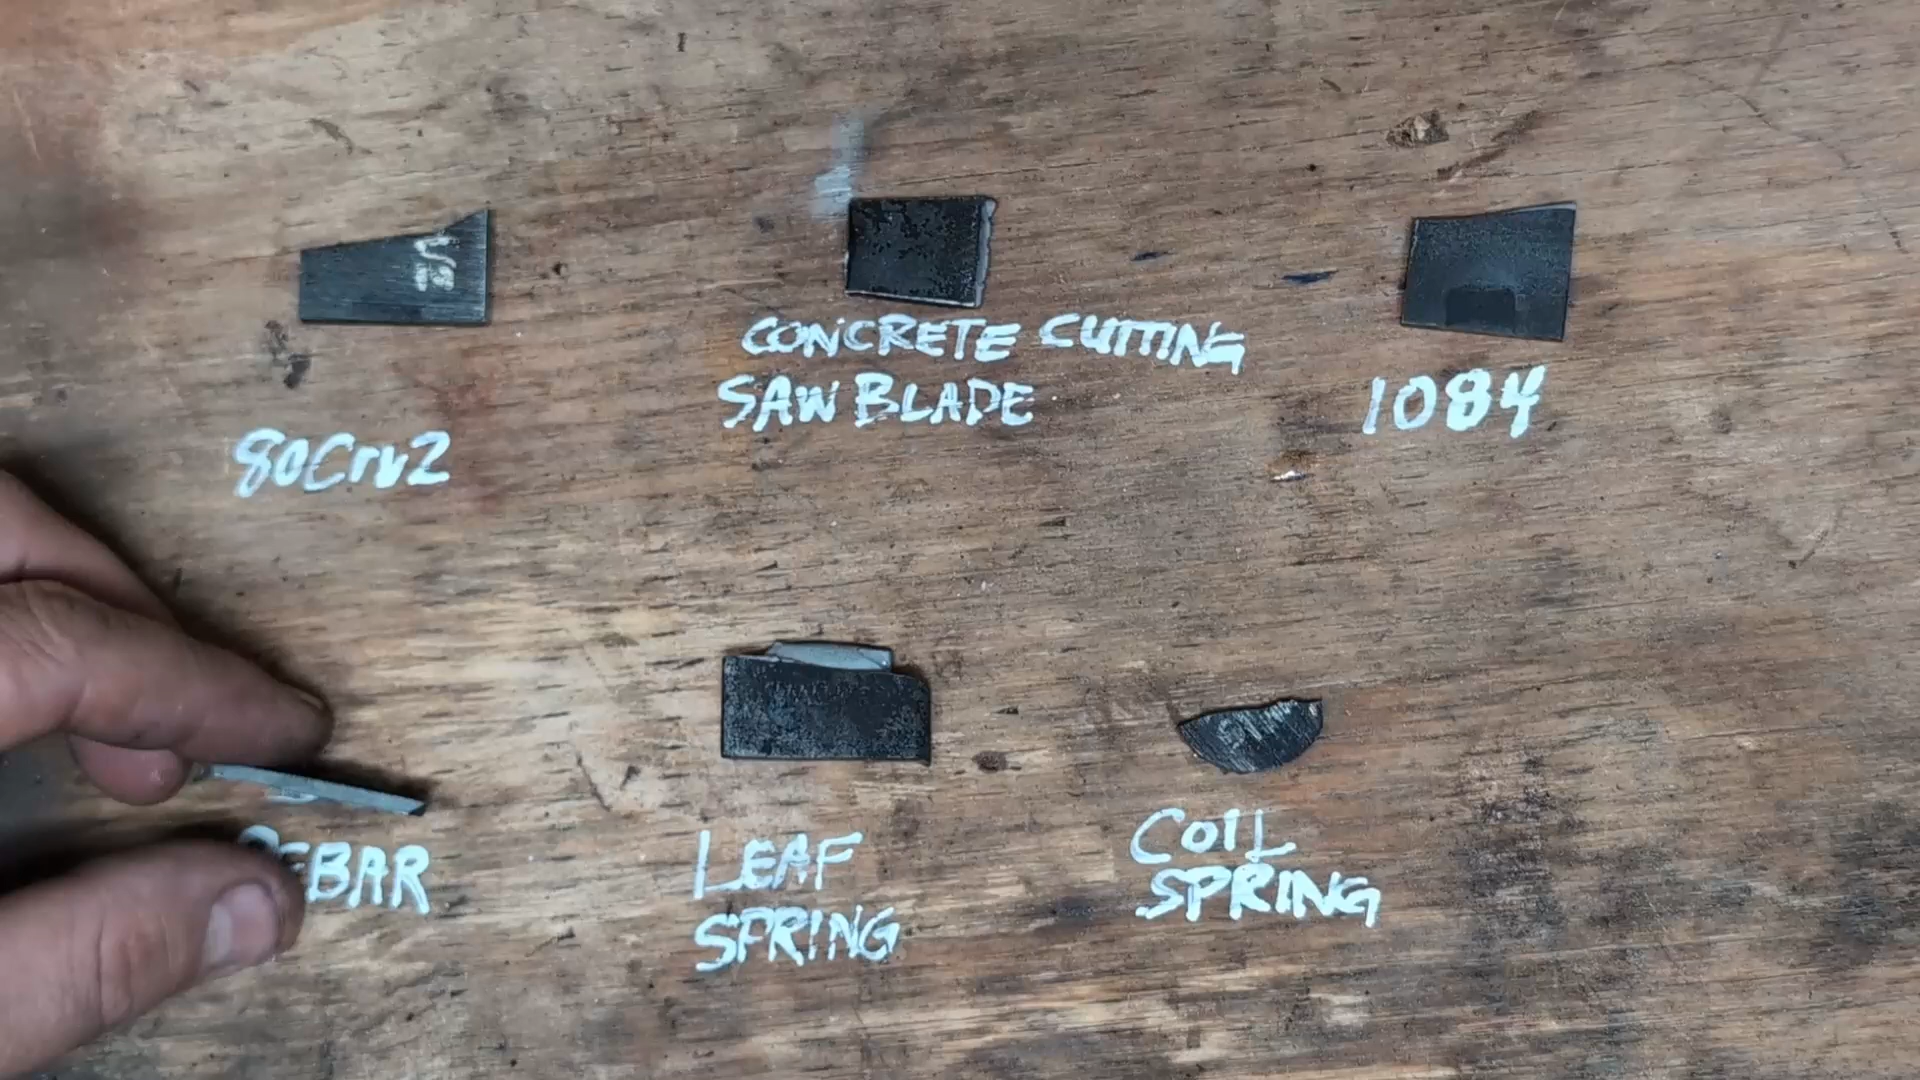 80Crv2
CONCRETE CUTTING
SAW BLADE
1084
LEAF
SPRING
COIL
SPRING